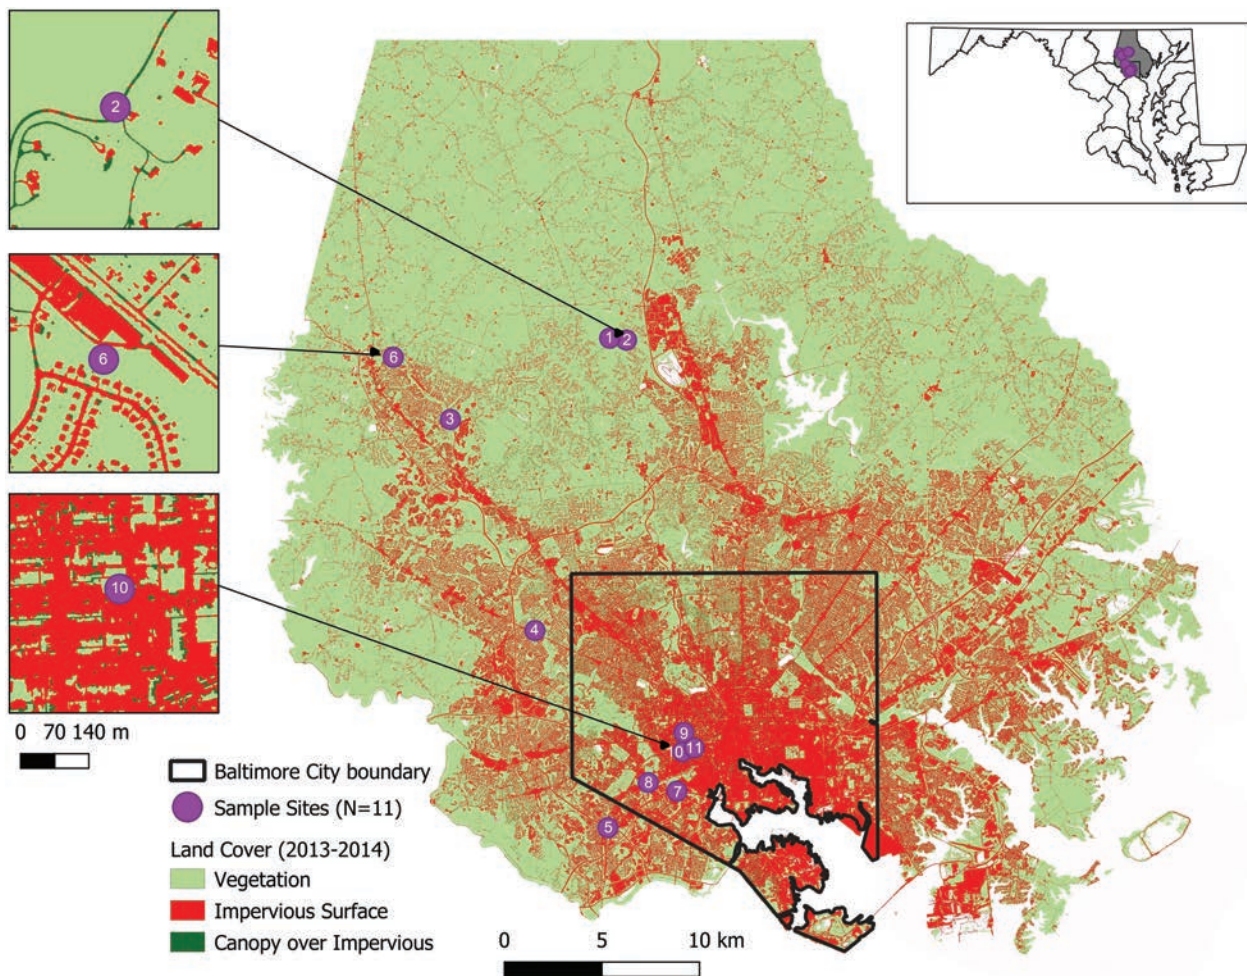 2
6
10
0 70 140 m
1 2
6
3
4
9
0 11
8
7
5
Baltimore City boundary
Sample Sites (N=11)
Land Cover (2013-2014)
Vegetation
Impervious Surface
Canopy over Impervious
0 5 10 km